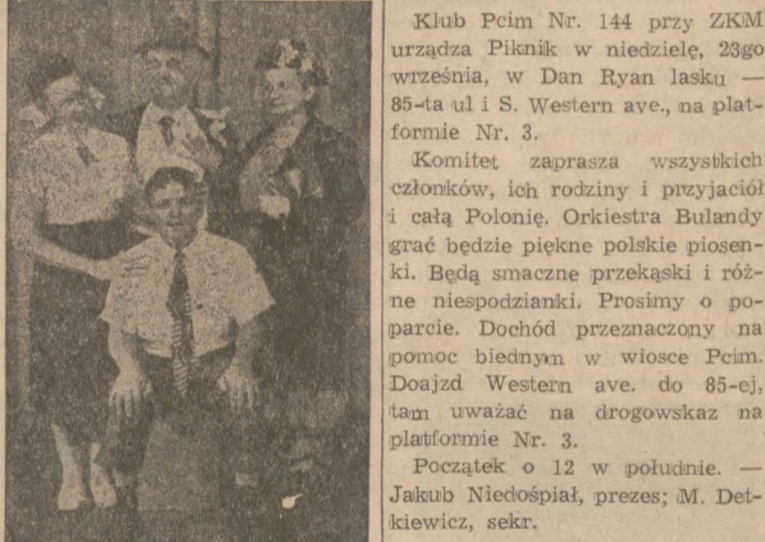 Klub Pcim Nr. 144 przy ZKM
urządza Piknik w niedzielę, 23go
września, w Dan Ryan lasku —
85-ta ul i S. Western ave., na plat-
formie Nr. 3.
Komitet zaprasza wszystkich
członków, ich rodziny i przyjaciół
i całą Polonię. Orkiestra Bulandy
grać będzie piękne polskie piosen-
ki. Będą smaczne przekąski i róż-
ne niespodzianki. Prosimy o po-
parcie. Dochód przeznaczony na
pomoc biednym w wiosce Pcim.
Doajzd Western ave. do 85-ej,
tam uważać na drogowskaz na
platformie Nr. 3.
Początek o 12 w południe. —
Jakub Niedośpiał, prezes; M. Det-
kiewicz, sekr.